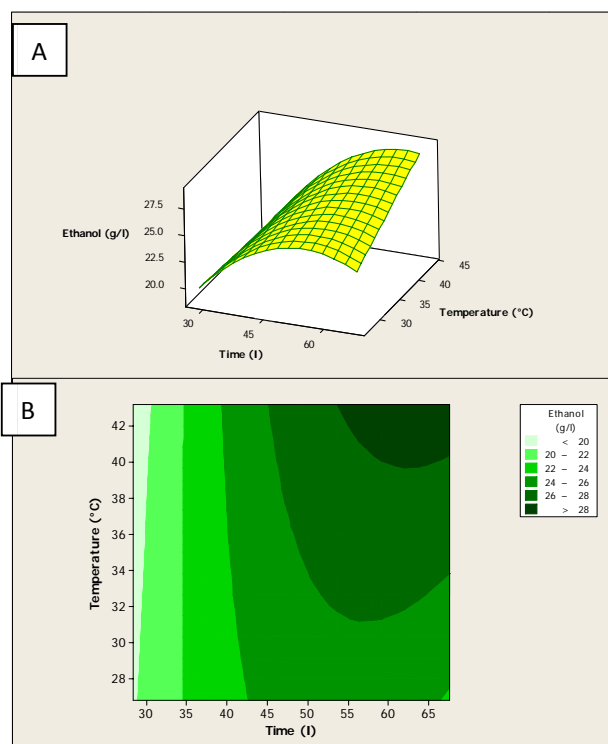 A
27.5
25.0
Ethanol (g/l)
22.5
20.0
45
40
35
30
Temperature (°C)
30
45
60
Time (I)
B
42
40
38
36
34
32
30
28
Temperature (°C)
30 35 40 45 50 55 60 65
Time (I)
Ethanol
(g/l)
< 20
20 – 22
22 – 24
24 – 26
26 – 28
> 28